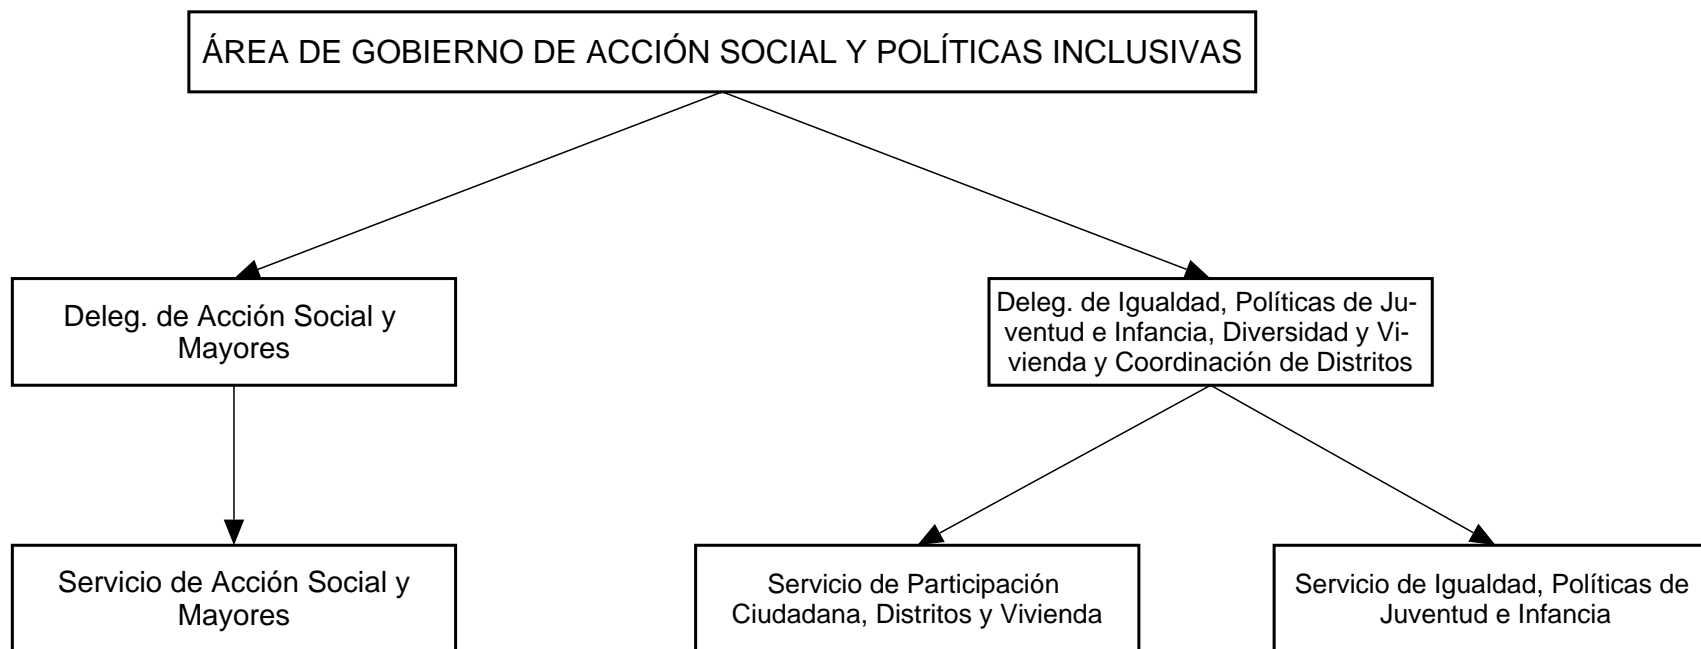 ÁREA DE GOBIERNO DE ACCIÓN SOCIAL Y POLÍTICAS INCLUSIVAS
Deleg. de Acción Social y
Mayores
Deleg. de Igualdad, Políticas de Ju-
ventud e Infancia, Diversidad y Vi-
vienda y Coordinación de Distritos
Servicio de Acción Social y
Mayores
Servicio de Participación
Ciudadana, Distritos y Vivienda
Servicio de Igualdad, Políticas de
Juventud e Infancia